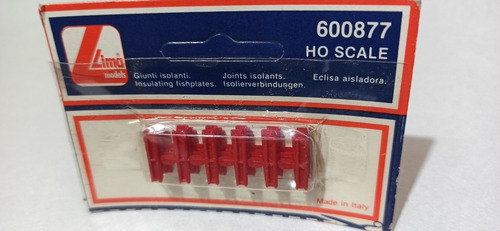 Lima
models
600877
HO SCALE
Giunti isolanti.
Insulating fishplates.
Joints isolants.
Isolierverbindungen.
Eclisa aisladora.
Made in Italy